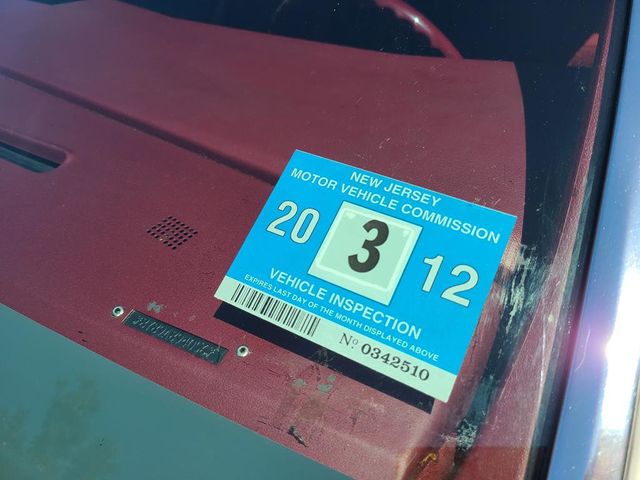 NEW JERSEY
MOTOR VEHICLE COMMISSION
20 3 12
VEHICLE INSPECTION
EXPIRES LAST DAY OF THE MONTH DISPLAYED ABOVE
Nº 0342510